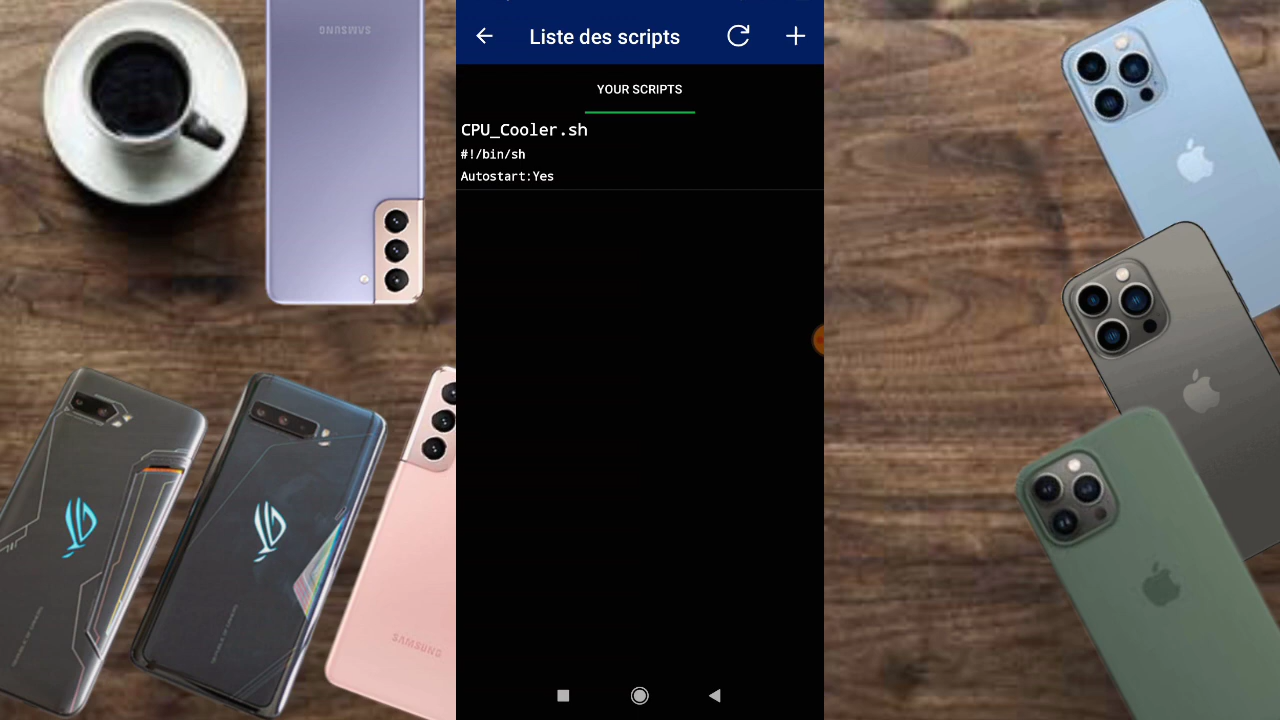 SAMSUNG
Liste des scripts
YOUR SCRIPTS
CPU_Cooler.sh
#!/bin/sh
Autostart:Yes
SAMSUNG